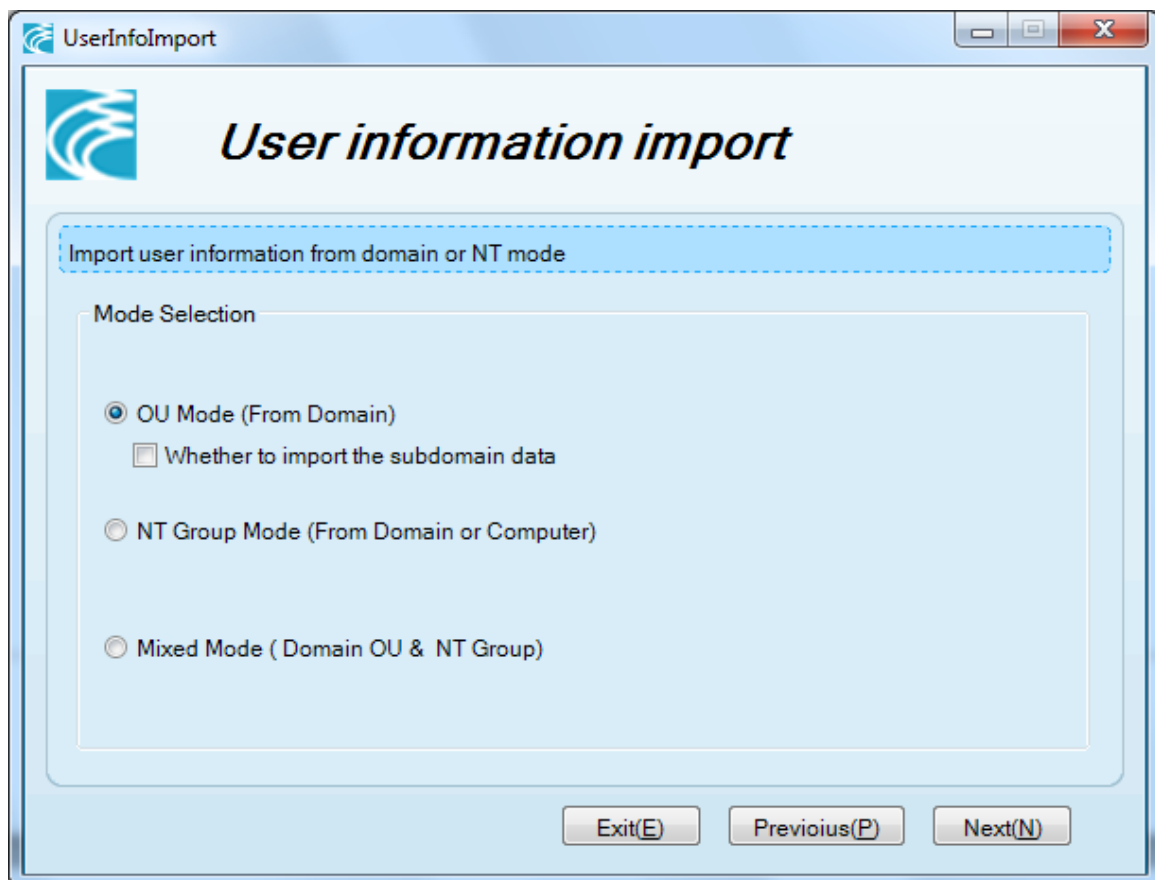 UserInfoImport
User information import
Import user information from domain or NT mode
Mode Selection
OU Mode (From Domain)
Whether to import the subdomain data
NT Group Mode (From Domain or Computer)
Mixed Mode ( Domain OU & NT Group)
Exit(E) Previoius(P) Next(N)